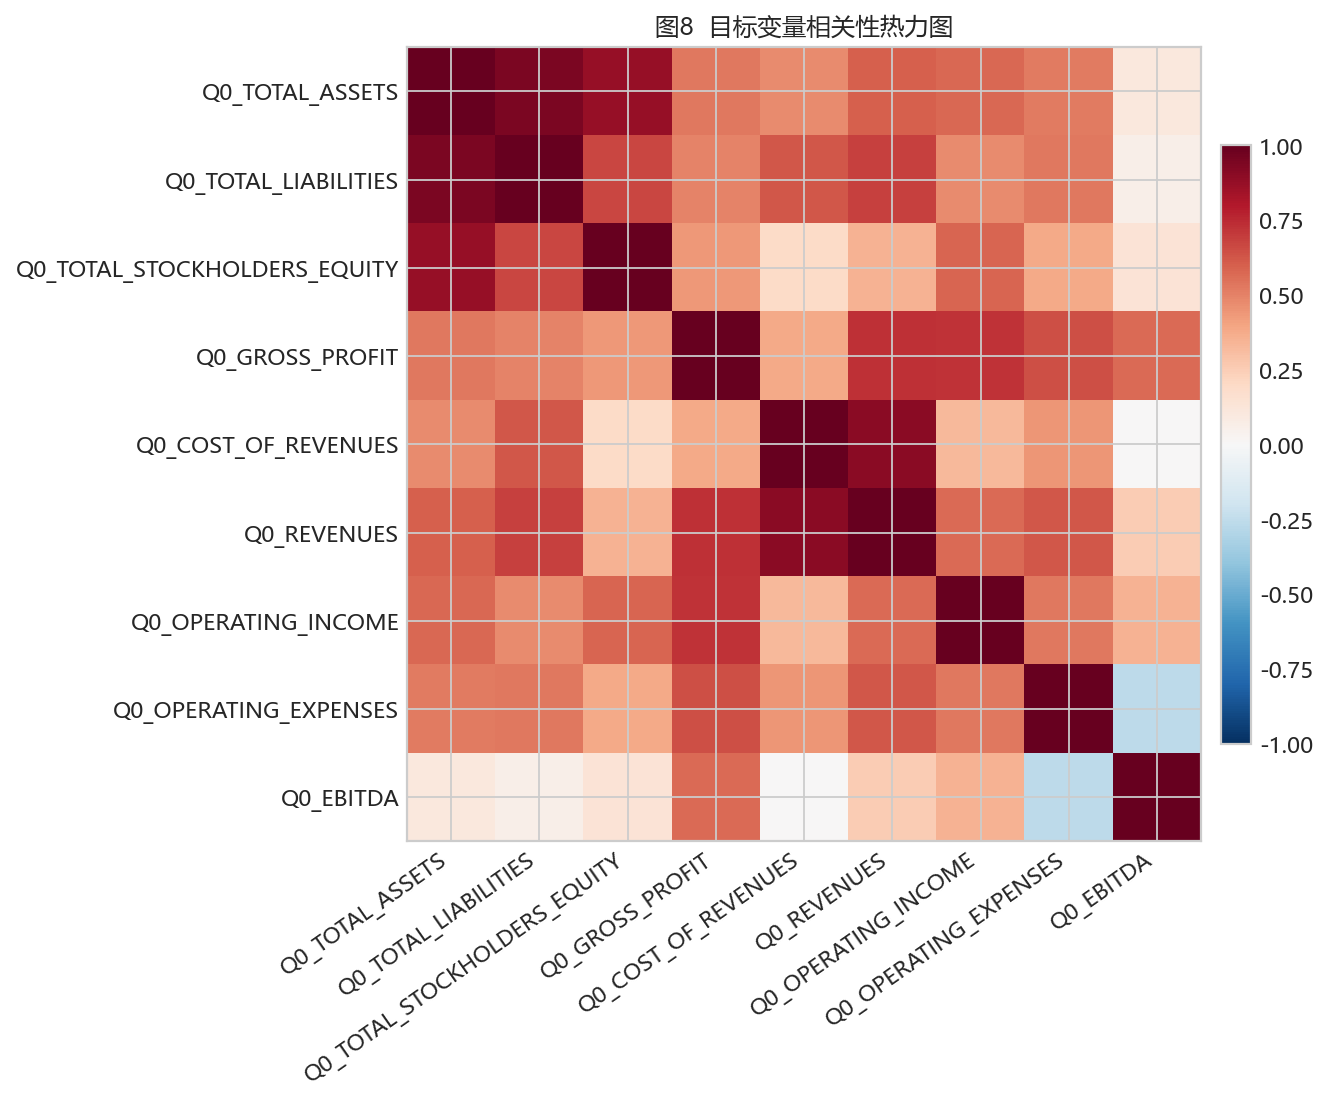 图8 目标变量相关性热力图
Q0_TOTAL_ASSETS
Q0_TOTAL_LIABILITIES
Q0_TOTAL_STOCKHOLDERS_EQUITY
Q0_GROSS_PROFIT
Q0_COST_OF_REVENUES
Q0_REVENUES
Q0_OPERATING_INCOME
Q0_OPERATING_EXPENSES
Q0_EBITDA
1.00
0.75
0.50
0.25
0.00
-0.25
-0.50
-0.75
-1.00
Q0_TOTAL_ASSETS
Q0_TOTAL_LIABILITIES
Q0_TOTAL_STOCKHOLDERS_EQUITY
Q0_GROSS_PROFIT
Q0_COST_OF_REVENUES
Q0_REVENUES
Q0_OPERATING_INCOME
Q0_OPERATING_EXPENSES
Q0_EBITDA